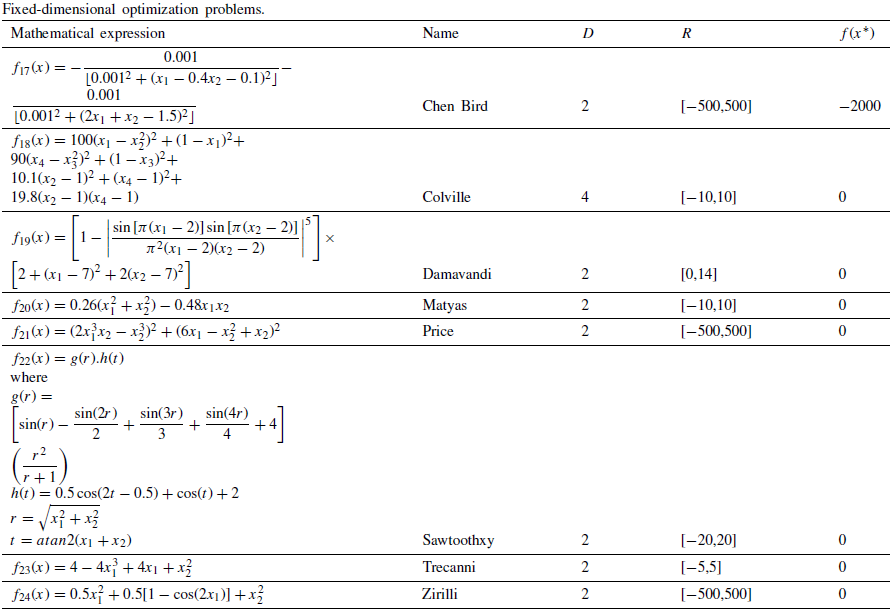 Fixed-dimensional optimization problems.
Mathematical expression Name D R f(x*)
f₁₇(x) = − 0.001 / ⌊0.001² + (x₁ − 0.4x₂ − 0.1)²⌋ −
0.001 / ⌊0.001² + (2x₁ + x₂ − 1.5)²⌋ Chen Bird 2 [−500,500] −2000
f₁₈(x) = 100(x₁ − x₂²)² + (1 − x₁)²+
90(x₄ − x₃²)² + (1 − x₃)²+
10.1(x₂ − 1)² + (x₄ − 1)²+
19.8(x₂ − 1)(x₄ − 1) Colville 4 [−10,10] 0
f₁₉(x) = [1 − |sin [π(x₁ − 2)] sin [π(x₂ − 2)] / π²(x₁ − 2)(x₂ − 2)|⁵] ×
[2 + (x₁ − 7)² + 2(x₂ − 7)²] Damavandi 2 [0,14] 0
f₂₀(x) = 0.26(x₁² + x₂²) − 0.48x₁x₂ Matyas 2 [−10,10] 0
f₂₁(x) = (2x₁³x₂ − x₂³)² + (6x₁ − x₂² + x₂)² Price 2 [−500,500] 0
f₂₂(x) = g(r).h(t)
where
g(r) =
[sin(r) − sin(2r)/2 + sin(3r)/3 + sin(4r)/4 + 4]
(r² / r + 1)
h(t) = 0.5 cos(2t − 0.5) + cos(t) + 2
r = √x₁² + x₂²
t = atan2(x₁ + x₂) Sawtoothxy 2 [−20,20] 0
f₂₃(x) = 4 − 4x₁³ + 4x₁ + x₂² Trecanni 2 [−5,5] 0
f₂₄(x) = 0.5x₁² + 0.5[1 − cos(2x₁)] + x₂² Zirilli 2 [−500,500] 0